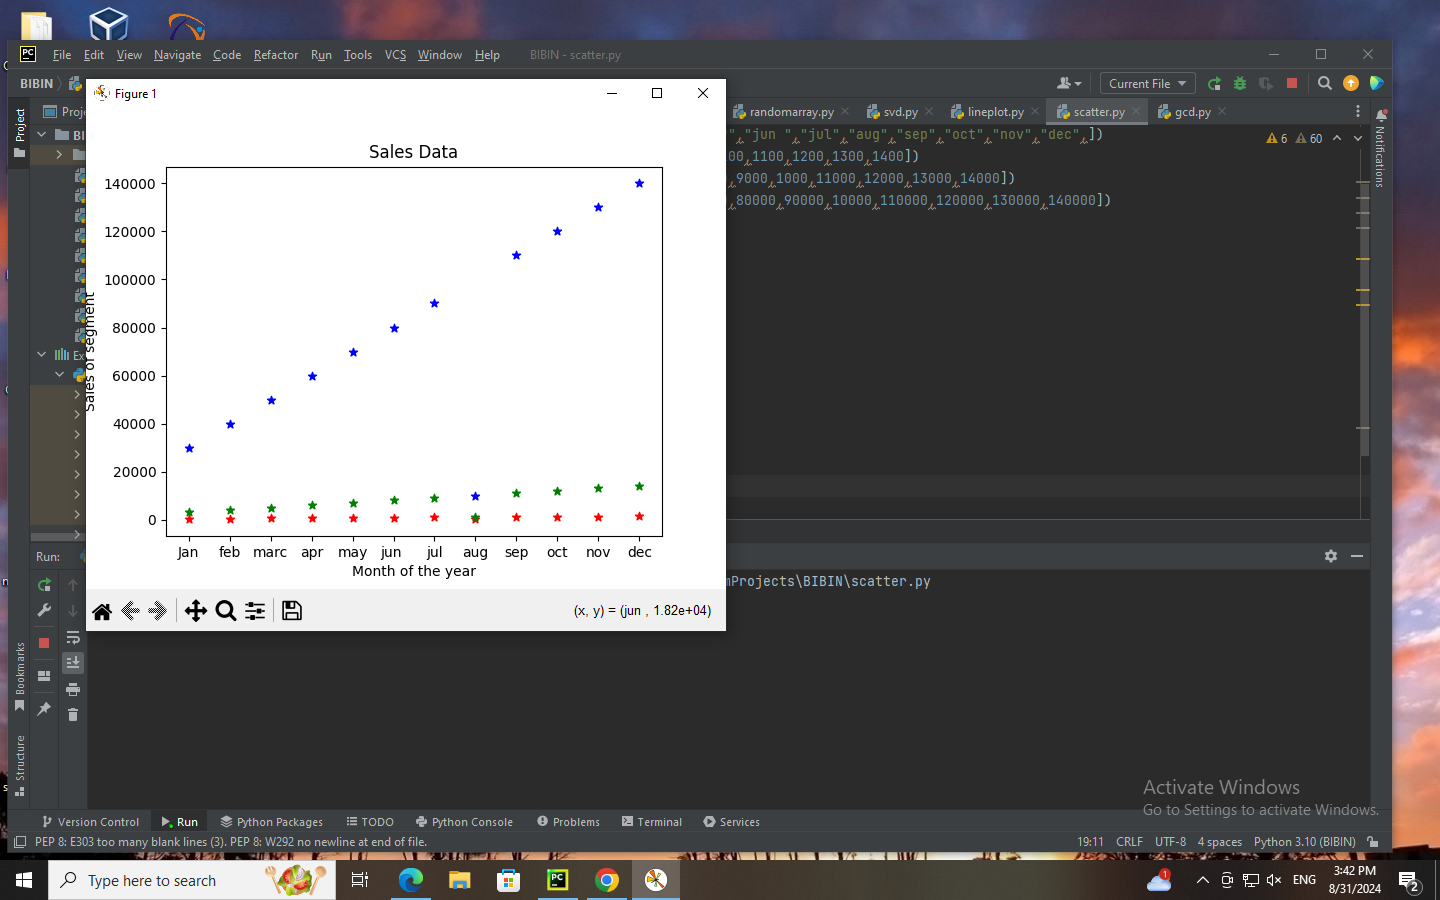 File Edit View Navigate Code Refactor Run Tools VCS Window Help BIBIN - scatter.py
BIBIN
Current File
Figure 1
Project
randomarray.py svd.py lineplot.py scatter.py gcd.py
","jun ","jul","aug","sep","oct","nov","dec",])
00,1100,1200,1300,1400])
,9000,1000,11000,12000,13000,14000])
,80000,90000,10000,110000,120000,130000,140000])
6 60
Notifications
Sales Data
140000
120000
100000
80000
60000
40000
20000
0
Sales of segment
Jan feb marc apr may jun jul aug sep oct nov dec
Month of the year
(x, y) = (jun , 1.82e+04)
Run:
mProjects\BIBIN\scatter.py
Bookmarks
Structure
Activate Windows
Go to Settings to activate Windows.
Version Control Run Python Packages TODO Python Console Problems Terminal Services
PEP 8: E303 too many blank lines (3). PEP 8: W292 no newline at end of file.
19:11 CRLF UTF-8 4 spaces Python 3.10 (BIBIN)
Type here to search
ENG
3:42 PM
8/31/2024
1
2